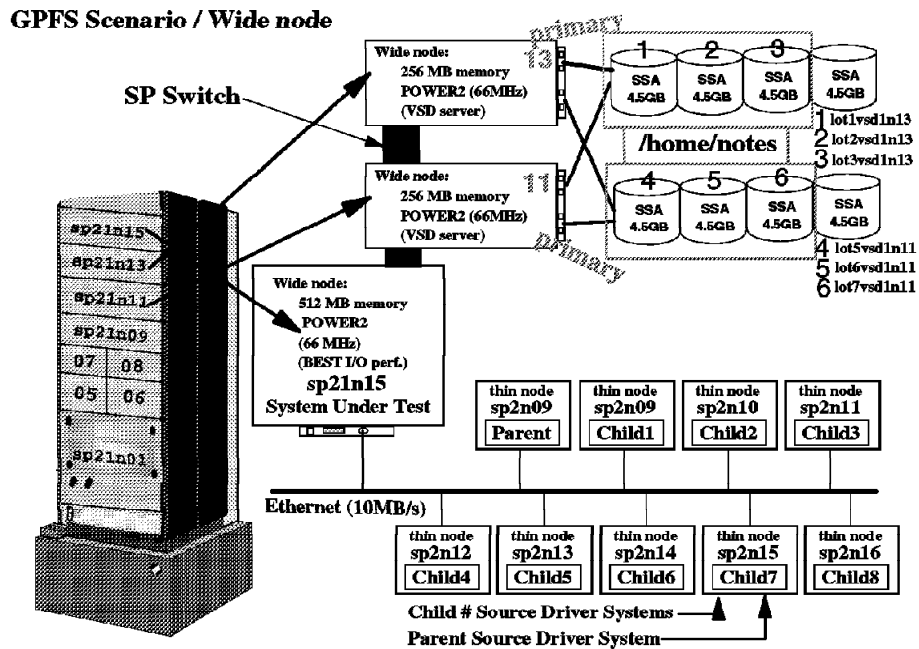 GPFS Scenario / Wide node
SP Switch
Wide node:
256 MB memory
POWER2 (66MHz)
(VSD server)
primary
13
1
2
3
SSA
4.5GB
SSA
4.5GB
SSA
4.5GB
SSA
4.5GB
1 lot1vsd1n13
2 lot2vsd1n13
3 lot3vsd1n13
/home/notes
Wide node:
256 MB memory
POWER2 (66MHz)
(VSD server)
11
primary
4
5
6
SSA
4.5GB
SSA
4.5GB
SSA
4.5GB
SSA
4.5GB
4 lot5vsd1n11
5 lot6vsd1n11
6 lot7vsd1n11
sp21n15
sp21n13
sp21n11
sp21n09
07
08
05
06
sp21n01
Wide node:
512 MB memory
POWER2
(66 MHz)
(BEST I/O perf.)
sp21n15
System Under Test
thin node
sp2n09
Parent
thin node
sp2n09
Child1
thin node
sp2n10
Child2
thin node
sp2n11
Child3
Ethernet (10MB/s)
thin node
sp2n12
Child4
thin node
sp2n13
Child5
thin node
sp2n14
Child6
thin node
sp2n15
Child7
thin node
sp2n16
Child8
Child # Source Driver Systems
Parent Source Driver System